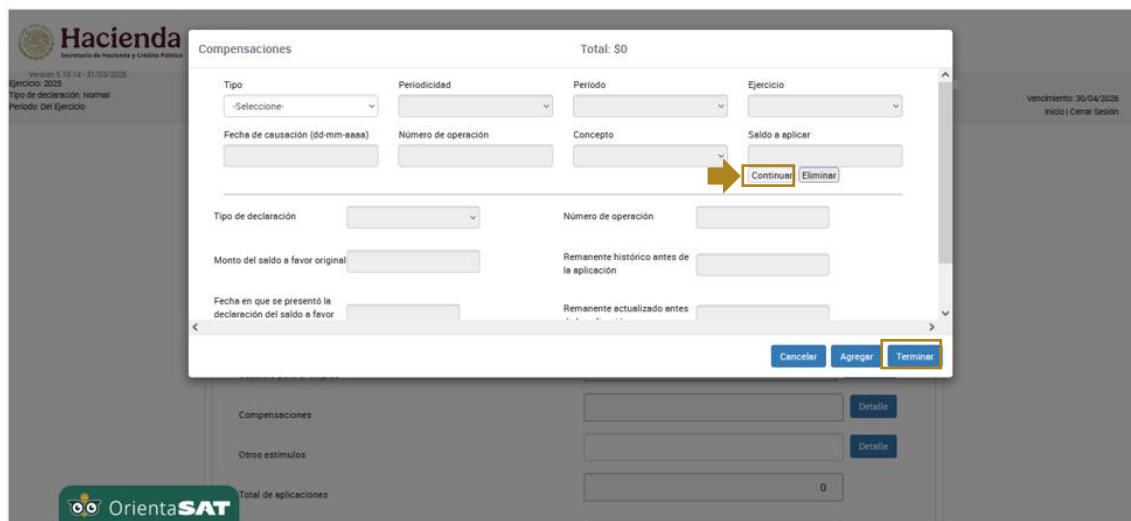 Hacienda
Secretaría de Hacienda y Crédito Público
Versión 5.10.14 - 31/03/2026
Ejercicio: 2025
Tipo de declaración: Normal
Periodo: Del Ejercicio
Vencimiento: 30/04/2026
Inicio | Cerrar Sesión
Compensaciones Total: $0
Tipo Periodicidad Período Ejercicio
-Seleccione-
Fecha de causación (dd-mm-aaaa) Número de operación Concepto Saldo a aplicar
Continuar Eliminar
Tipo de declaración Número de operación
Monto del saldo a favor original Remanente histórico antes de
la aplicación
Fecha en que se presentó la
declaración del saldo a favor Remanente actualizado antes
Cancelar Agregar Terminar
Compensaciones Detalle
Otros estímulos Detalle
Total de aplicaciones 0
OrientaSAT